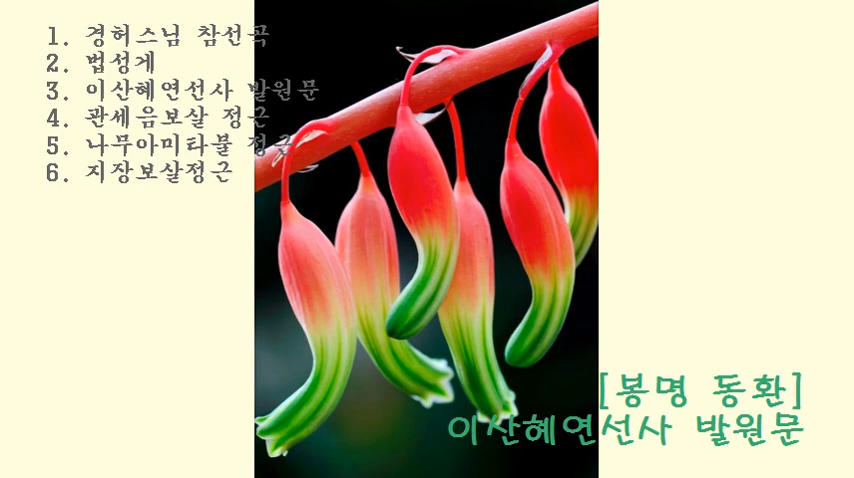 1. 경허스님 참선곡
2. 법성게
3. 이산혜연선사 발원문
4. 관세음보살 정근
5. 나무아미타불 정근
6. 지장보살정근
[봉명 동환]
이산혜연선사 발원문